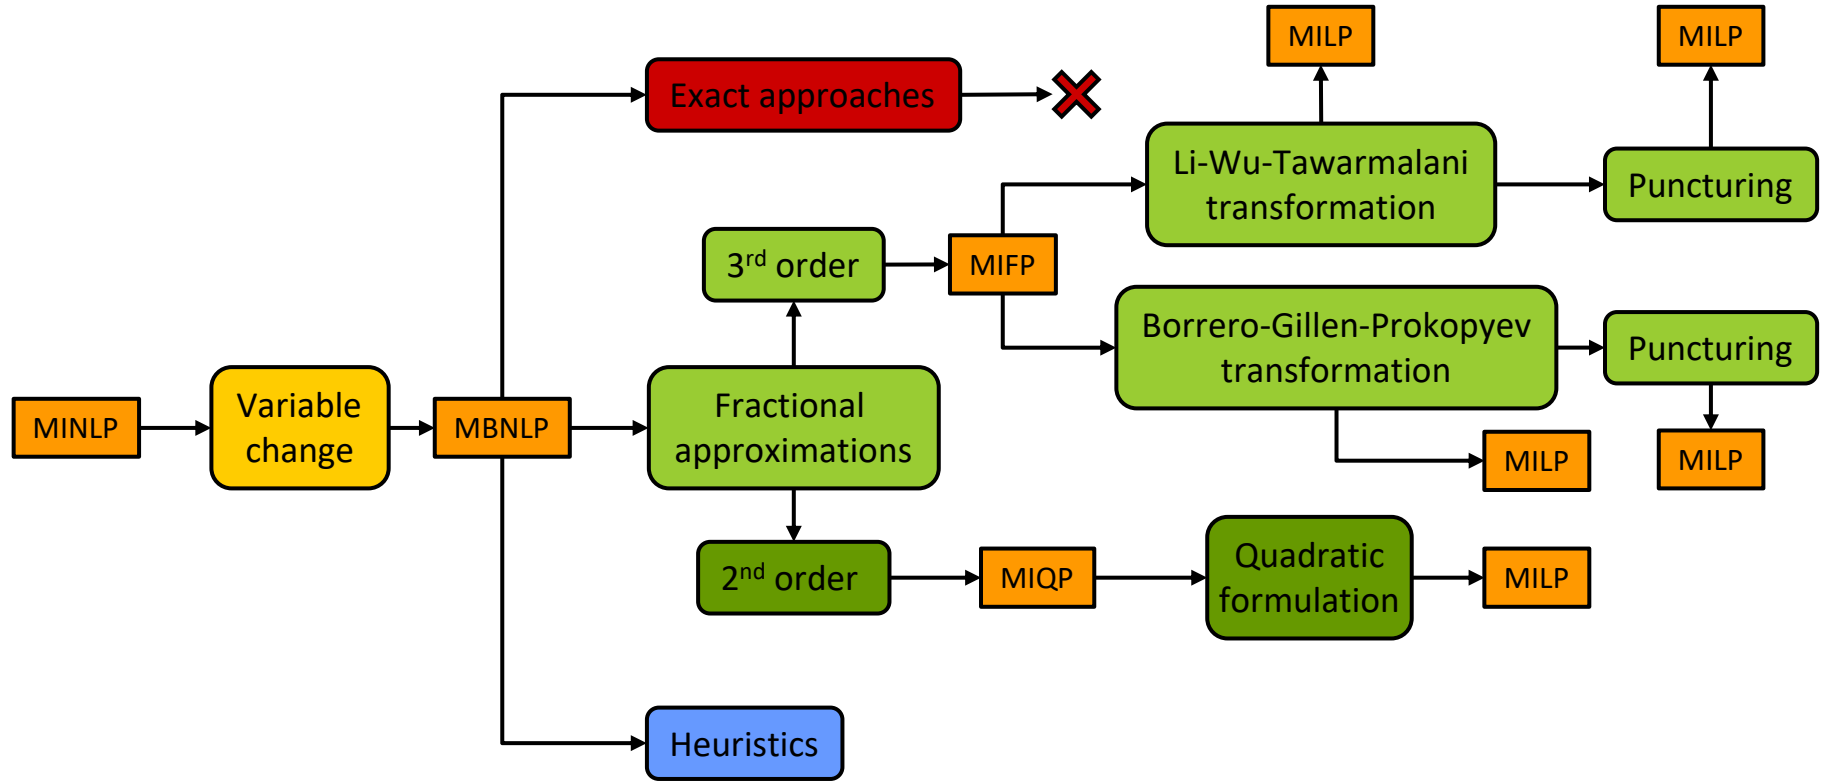 MILP
MILP
Exact approaches
Li-Wu-Tawarmalani
transformation
Puncturing
3rd order
MIFP
Borrero-Gillen-Prokopyev
transformation
Puncturing
MINLP
Variable
change
MBNLP
Fractional
approximations
MILP
MILP
2nd order
MIQP
Quadratic
formulation
MILP
Heuristics